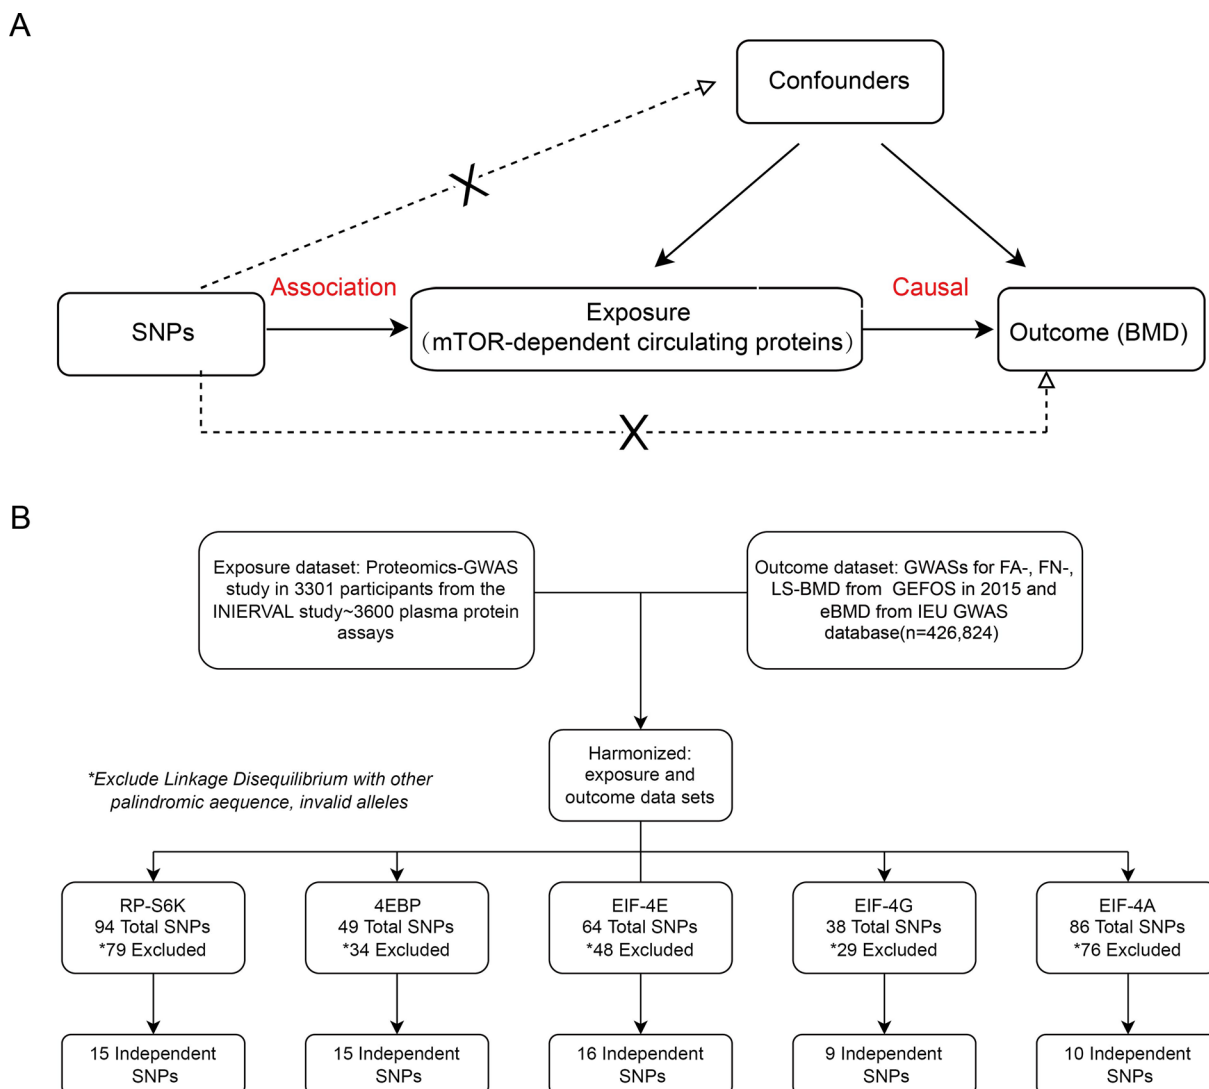 A
Confounders
Association
Causal
SNPs
Exposure
(mTOR-dependent circulating proteins)
Outcome (BMD)
X
X
B
Exposure dataset: Proteomics-GWAS
study in 3301 participants from the
INIERVAL study~3600 plasma protein
assays
Outcome dataset: GWASs for FA-, FN-,
LS-BMD from GEFOS in 2015 and
eBMD from IEU GWAS
database(n=426,824)
Harmonized:
exposure and
outcome data sets
*Exclude Linkage Disequilibrium with other
palindromic aequence, invalid alleles
RP-S6K
94 Total SNPs
*79 Excluded
4EBP
49 Total SNPs
*34 Excluded
EIF-4E
64 Total SNPs
*48 Excluded
EIF-4G
38 Total SNPs
*29 Excluded
EIF-4A
86 Total SNPs
*76 Excluded
15 Independent
SNPs
15 Independent
SNPs
16 Independent
SNPs
9 Independent
SNPs
10 Independent
SNPs